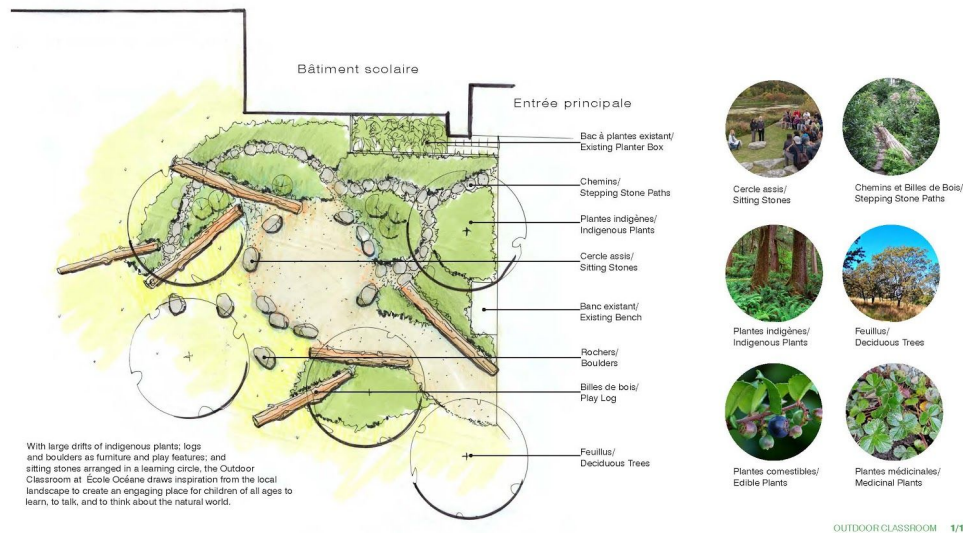 Bâtiment scolaire
Entrée principale
Bac à plantes existant/
Existing Planter Box
Chemins/
Stepping Stone Paths
Plantes indigènes/
Indigenous Plants
Cercle assis/
Sitting Stones
Banc existant/
Existing Bench
Rochers/
Boulders
Billes de bois/
Play Log
Feuillus/
Deciduous Trees
With large drifts of indigenous plants; logs
and boulders as furniture and play features; and
sitting stones arranged in a learning circle, the Outdoor
Classroom at École Océane draws inspiration from the local
landscape to create an engaging place for children of all ages to
learn, to talk, and to think about the natural world.
Cercle assis/
Sitting Stones
Chemins et Billes de Bois/
Stepping Stone Paths
Plantes indigènes/
Indigenous Plants
Feuillus/
Deciduous Trees
Plantes comestibles/
Edible Plants
Plantes médicinales/
Medicinal Plants
OUTDOOR CLASSROOM 1/1